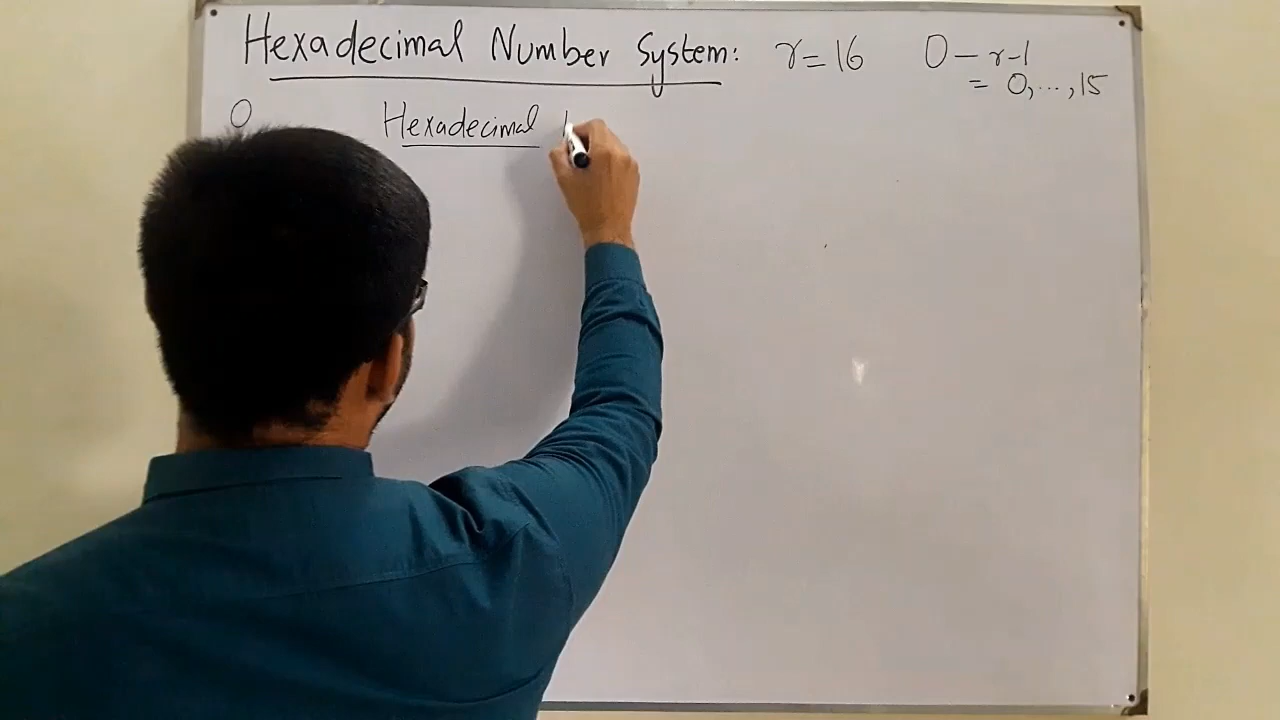 Hexadecimal Number System: r=16 0 – r-1
= 0,...,15
0 Hexadecimal